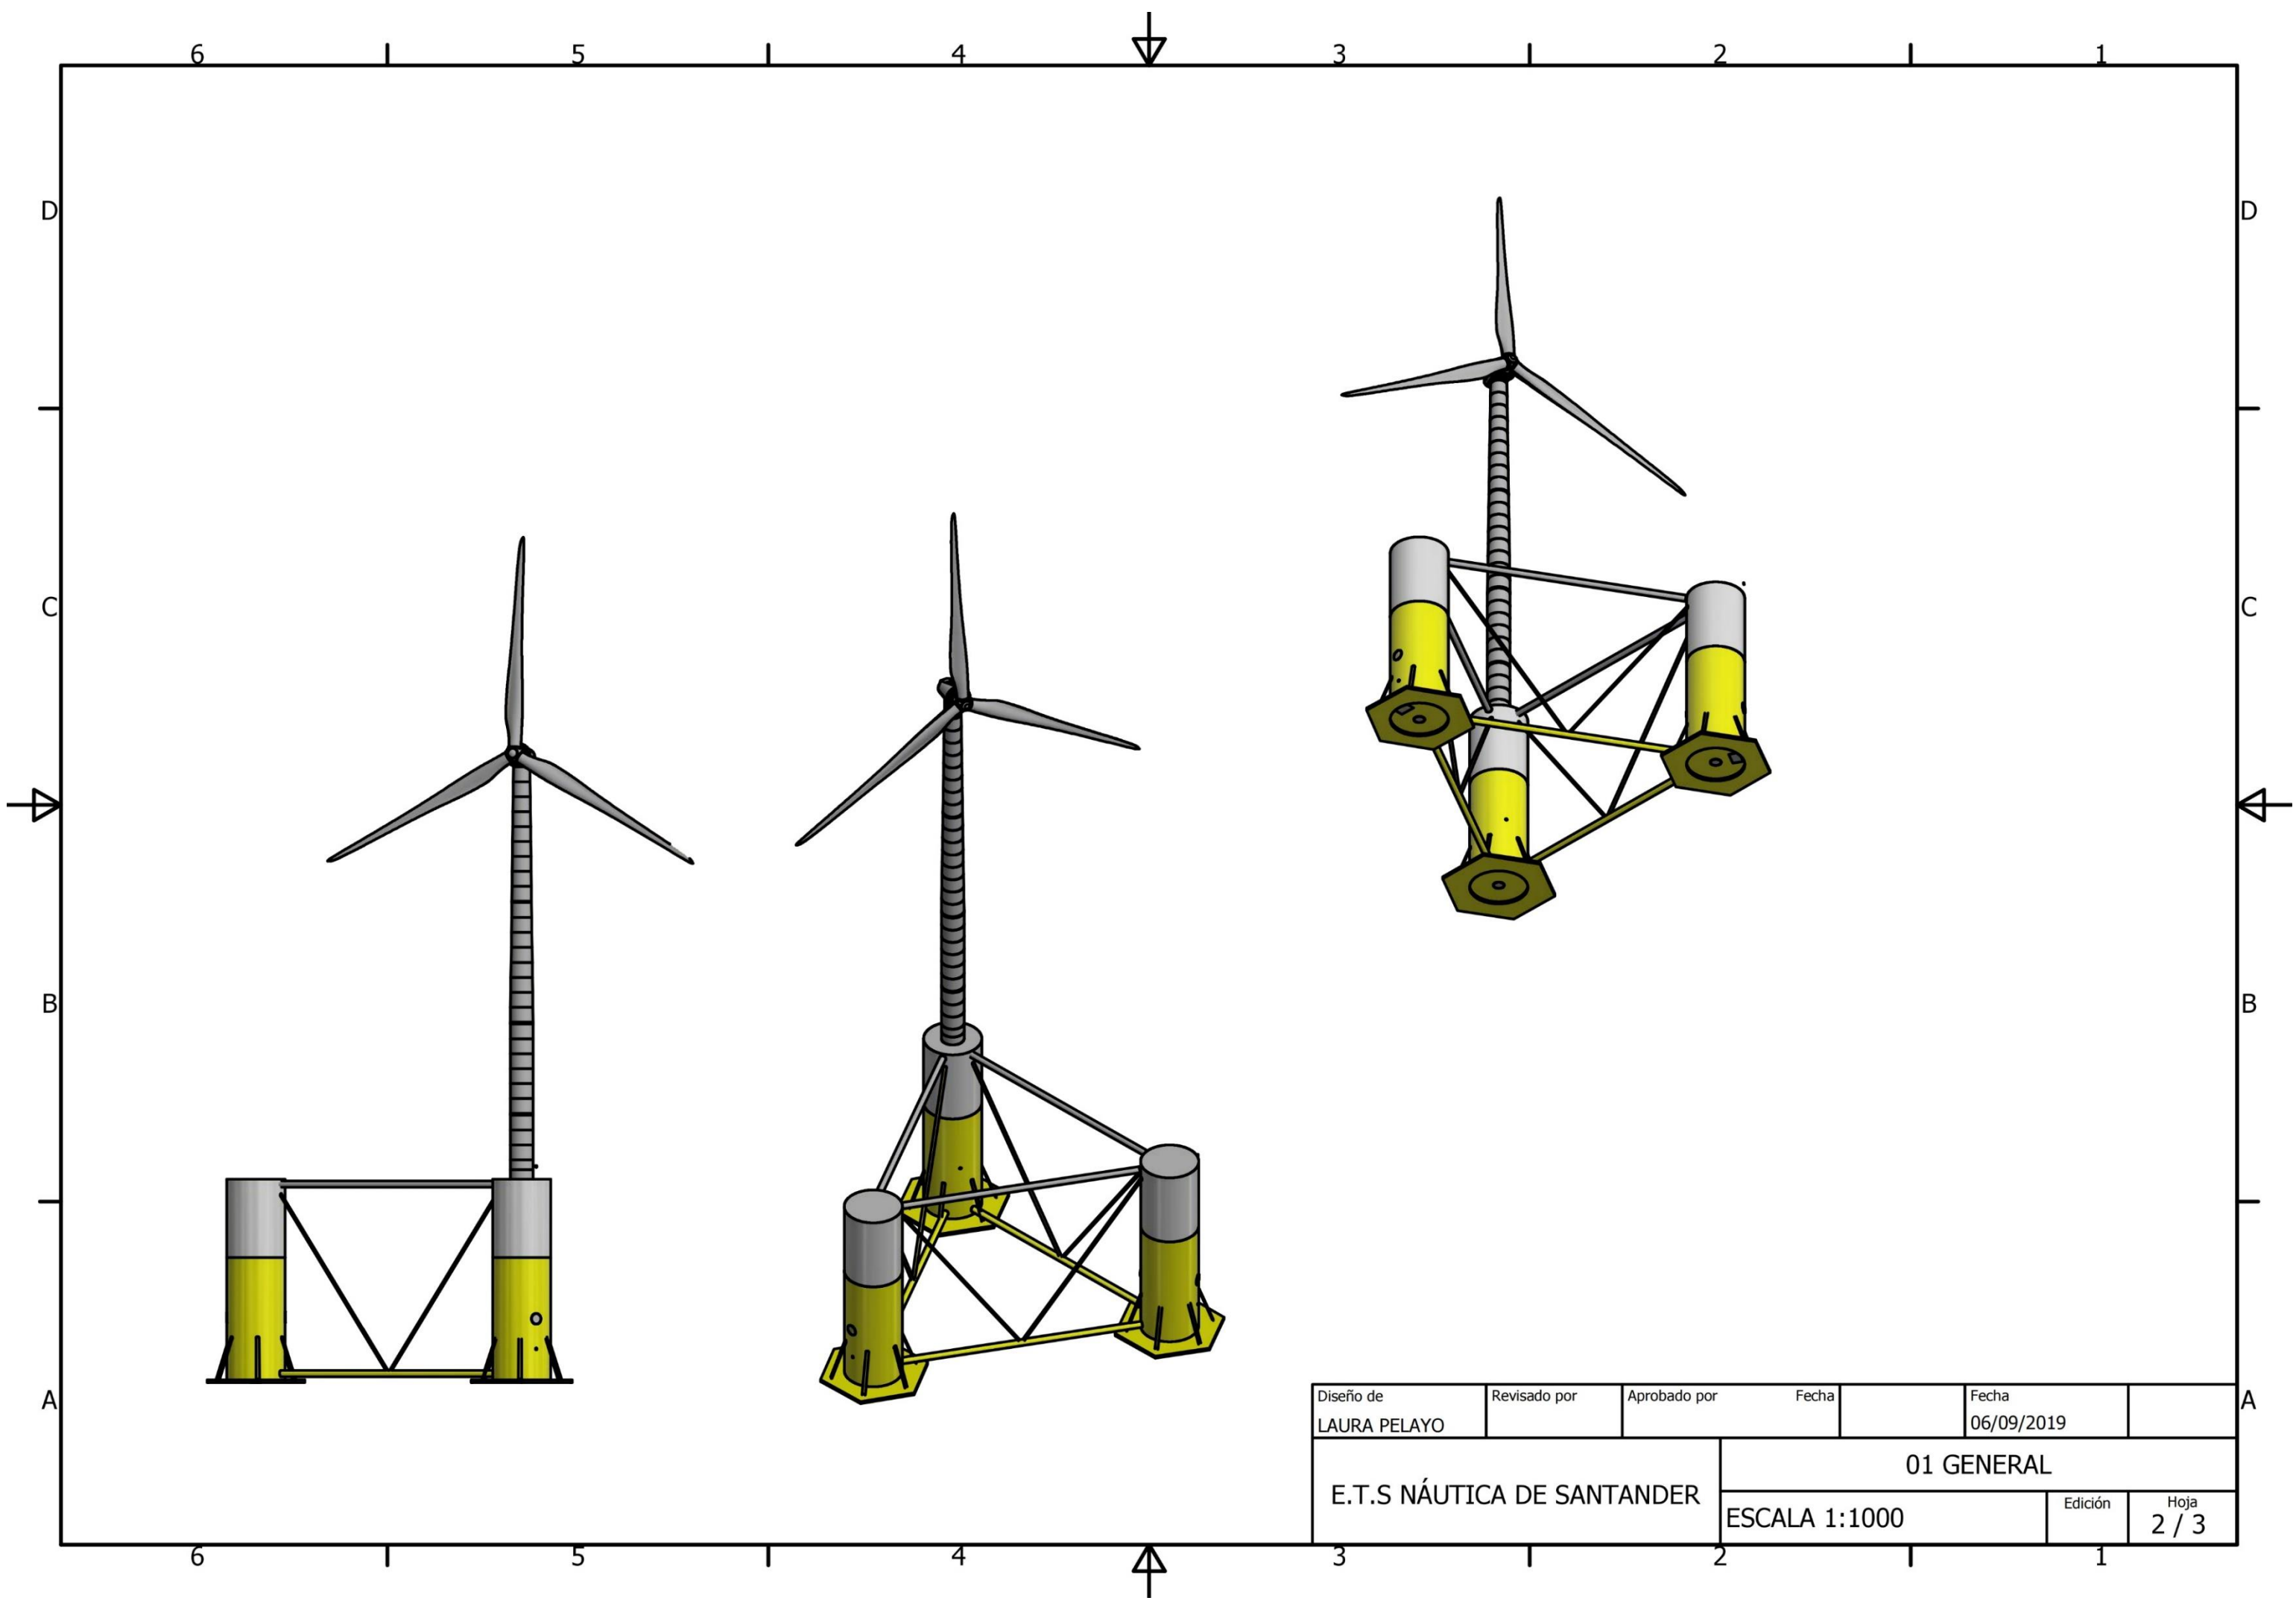 6 5 4 3 2 1
D D
C C
B B
A A
Diseño de Revisado por Aprobado por Fecha Fecha
LAURA PELAYO 06/09/2019
01 GENERAL
E.T.S NÁUTICA DE SANTANDER
ESCALA 1:1000 Edición Hoja
2 / 3
6 5 4 3 2 1